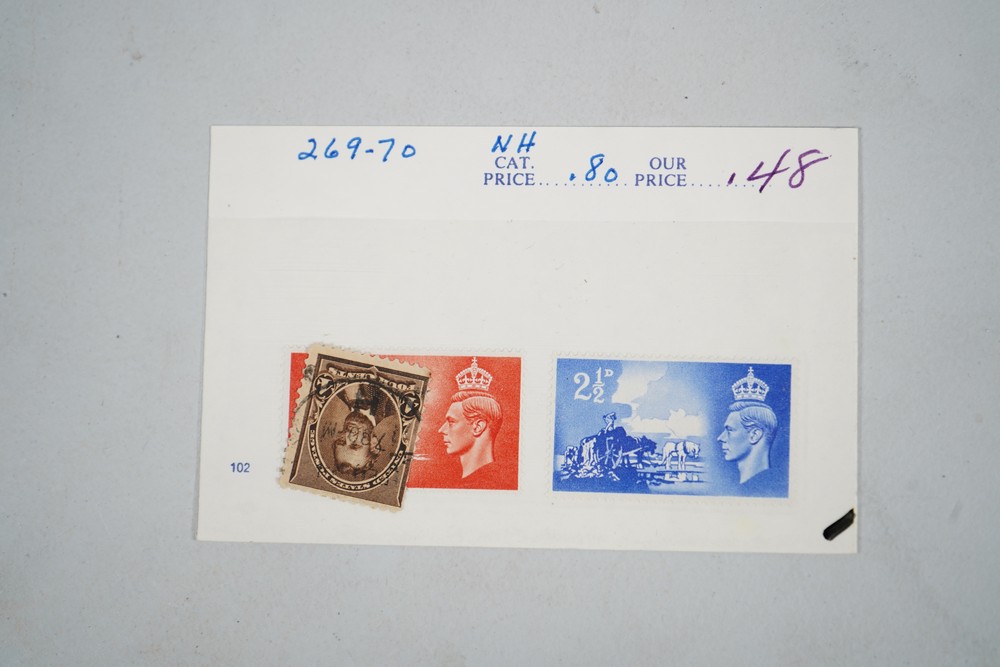 269-70 NH
CAT. OUR
PRICE .80 PRICE .48
2½D
102